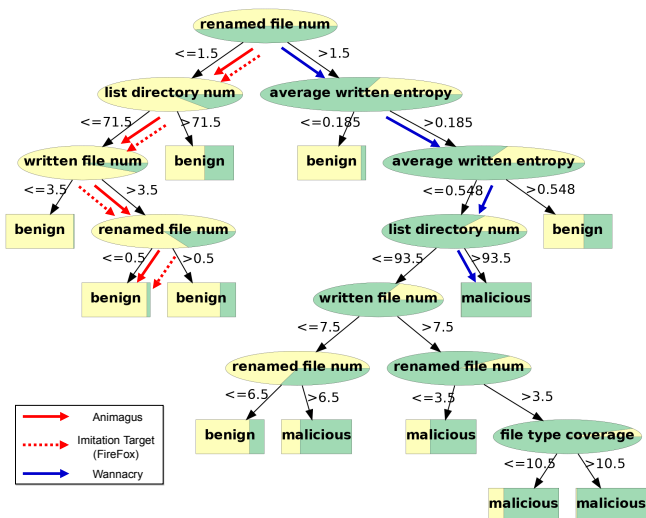 renamed file num
<=1.5
>1.5
list directory num
average written entropy
<=71.5
>71.5
<=0.185
>0.185
written file num
benign
benign
average written entropy
<=3.5
>3.5
<=0.548
>0.548
benign
renamed file num
list directory num
benign
<=0.5
>0.5
<=93.5
>93.5
benign
benign
written file num
malicious
<=7.5
>7.5
renamed file num
renamed file num
<=6.5
>6.5
<=3.5
>3.5
benign
malicious
malicious
file type coverage
<=10.5
>10.5
malicious
malicious
Animagus
Imitation Target
(FireFox)
Wannacry